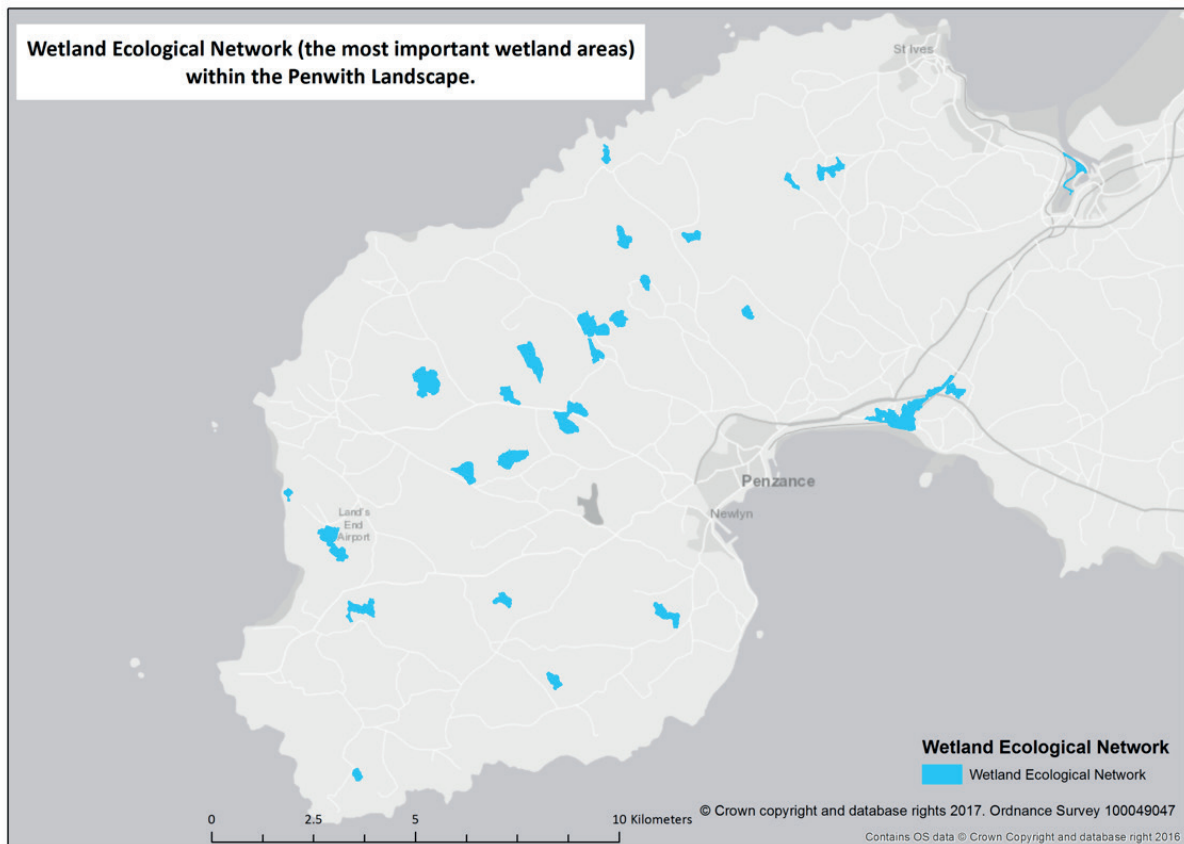 Wetland Ecological Network (the most important wetland areas)
within the Penwith Landscape.
St Ives
Penzance
Newlyn
Land's
End
Airport
Wetland Ecological Network
Wetland Ecological Network
0 2.5 5 10 Kilometers
© Crown copyright and database rights 2017. Ordnance Survey 100049047
Contains OS data © Crown Copyright and database right 2016